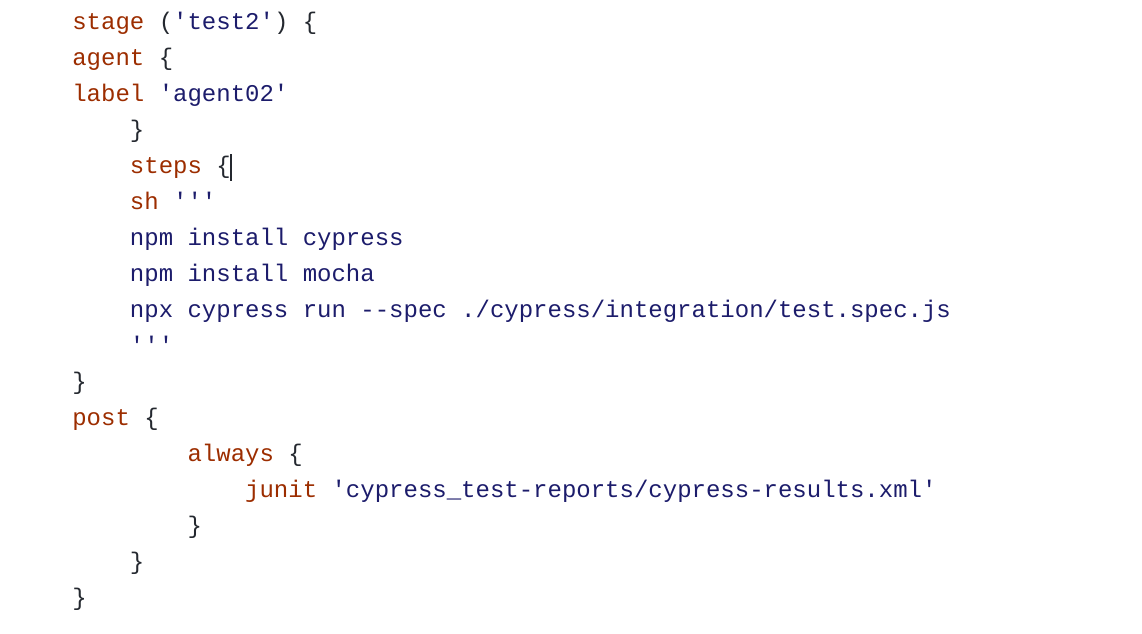 stage ('test2') {
agent {
label 'agent02'
}
steps {
sh '''
npm install cypress
npm install mocha
npx cypress run --spec ./cypress/integration/test.spec.js
'''
}
post {
always {
junit 'cypress_test-reports/cypress-results.xml'
}
}
}